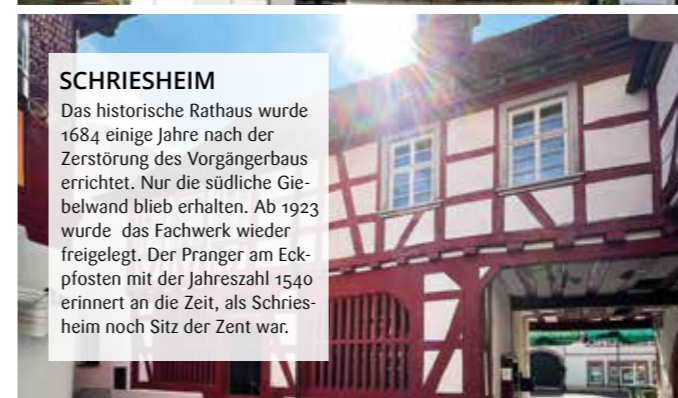 SCHRIESHEIM
Das historische Rathaus wurde
1684 einige Jahre nach der
Zerstörung des Vorgängerbaus
errichtet. Nur die südliche Gie-
belwand blieb erhalten. Ab 1923
wurde  das Fachwerk wieder
freigelegt. Der Pranger am Eck-
pfosten mit der Jahreszahl 1540
erinnert an die Zeit, als Schries-
heim noch Sitz der Zent war.